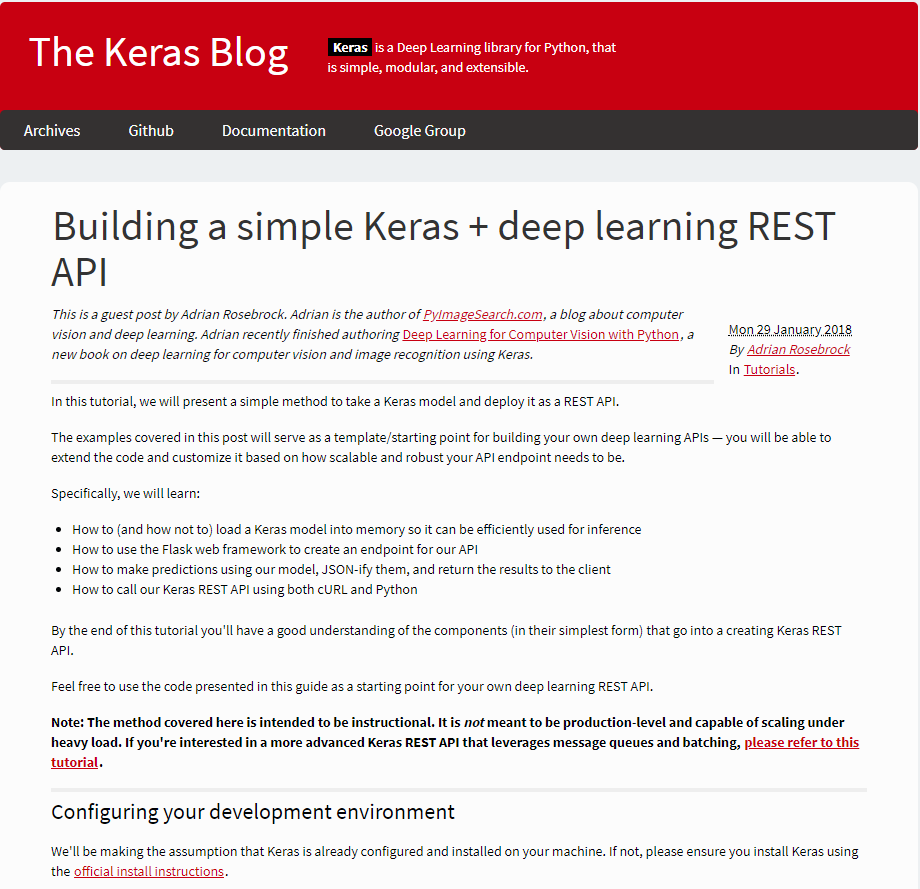 The Keras Blog
Keras is a Deep Learning library for Python, that
is simple, modular, and extensible.
Archives Github Documentation Google Group
Building a simple Keras + deep learning REST
API
This is a guest post by Adrian Rosebrock. Adrian is the author of PyImageSearch.com, a blog about computer
vision and deep learning. Adrian recently finished authoring Deep Learning for Computer Vision with Python, a
new book on deep learning for computer vision and image recognition using Keras.
Mon 29 January 2018
By Adrian Rosebrock
In Tutorials.
In this tutorial, we will present a simple method to take a Keras model and deploy it as a REST API.
The examples covered in this post will serve as a template/starting point for building your own deep learning APIs — you will be able to
extend the code and customize it based on how scalable and robust your API endpoint needs to be.
Specifically, we will learn:
• How to (and how not to) load a Keras model into memory so it can be efficiently used for inference
• How to use the Flask web framework to create an endpoint for our API
• How to make predictions using our model, JSON-ify them, and return the results to the client
• How to call our Keras REST API using both cURL and Python
By the end of this tutorial you'll have a good understanding of the components (in their simplest form) that go into a creating Keras REST
API.
Feel free to use the code presented in this guide as a starting point for your own deep learning REST API.
Note: The method covered here is intended to be instructional. It is not meant to be production-level and capable of scaling under
heavy load. If you're interested in a more advanced Keras REST API that leverages message queues and batching, please refer to this
tutorial.
Configuring your development environment
We'll be making the assumption that Keras is already configured and installed on your machine. If not, please ensure you install Keras using
the official install instructions.